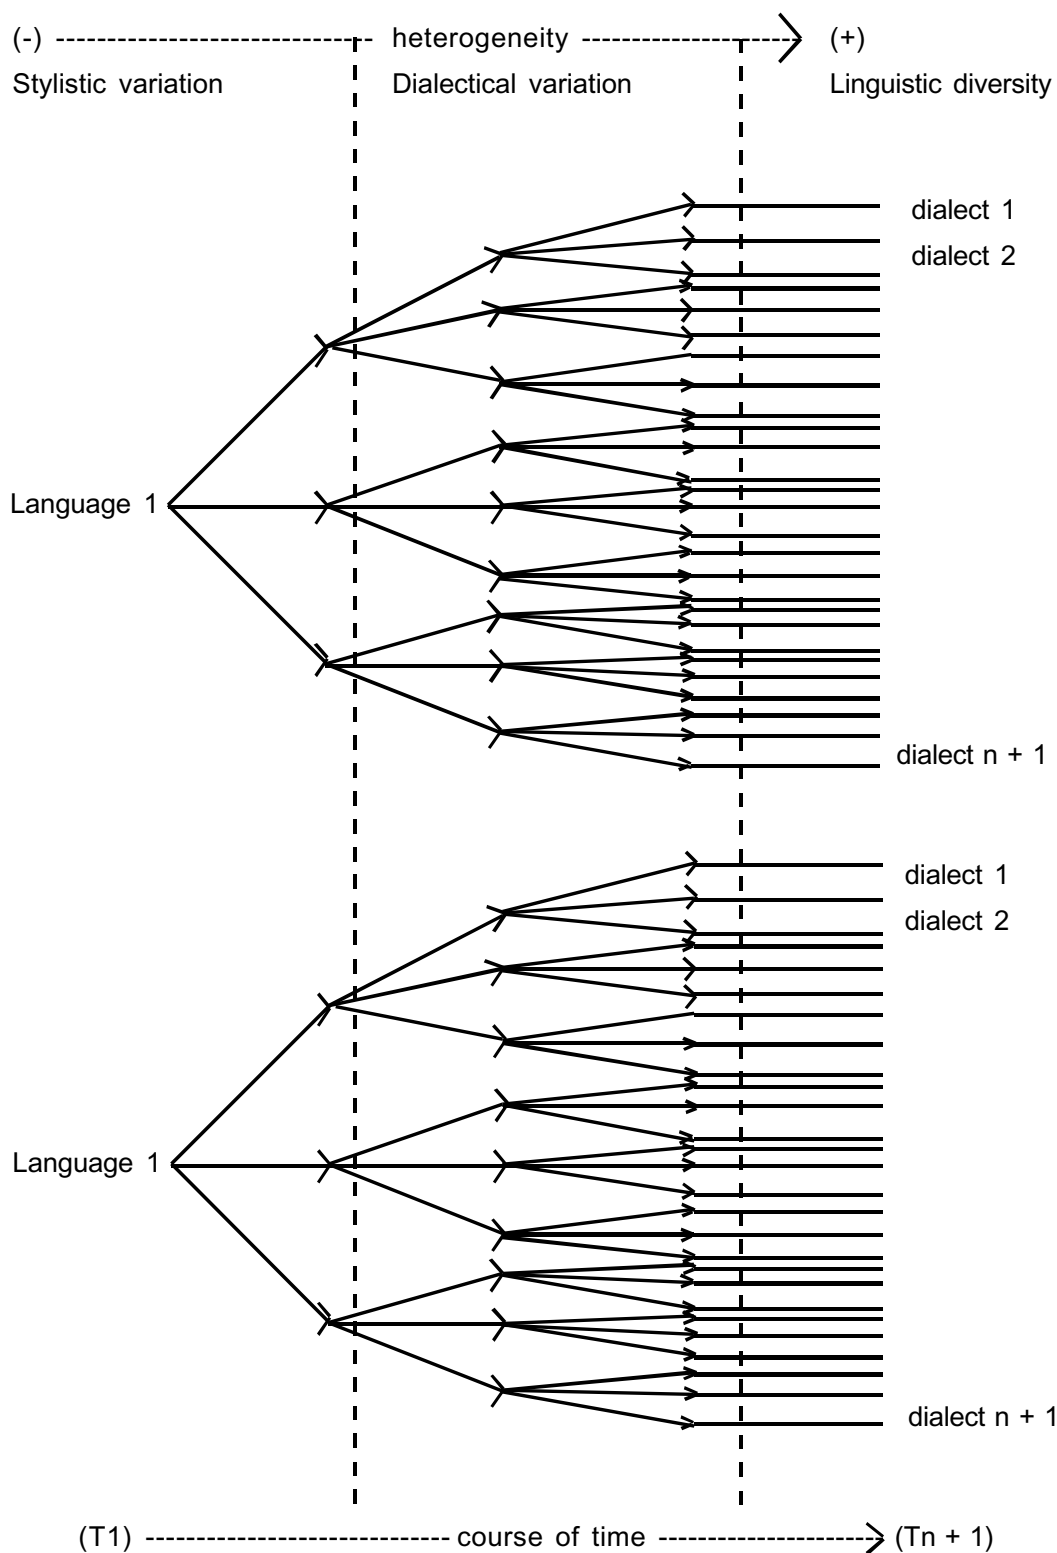 (-) ---------------------------- heterogeneity -------------------> (+)
Stylistic variation Dialectical variation Linguistic diversity
dialect 1
dialect 2
Language 1
dialect n + 1
dialect 1
dialect 2
Language 1
dialect n + 1
(T1) --------------------------- course of time -------------------> (Tn + 1)